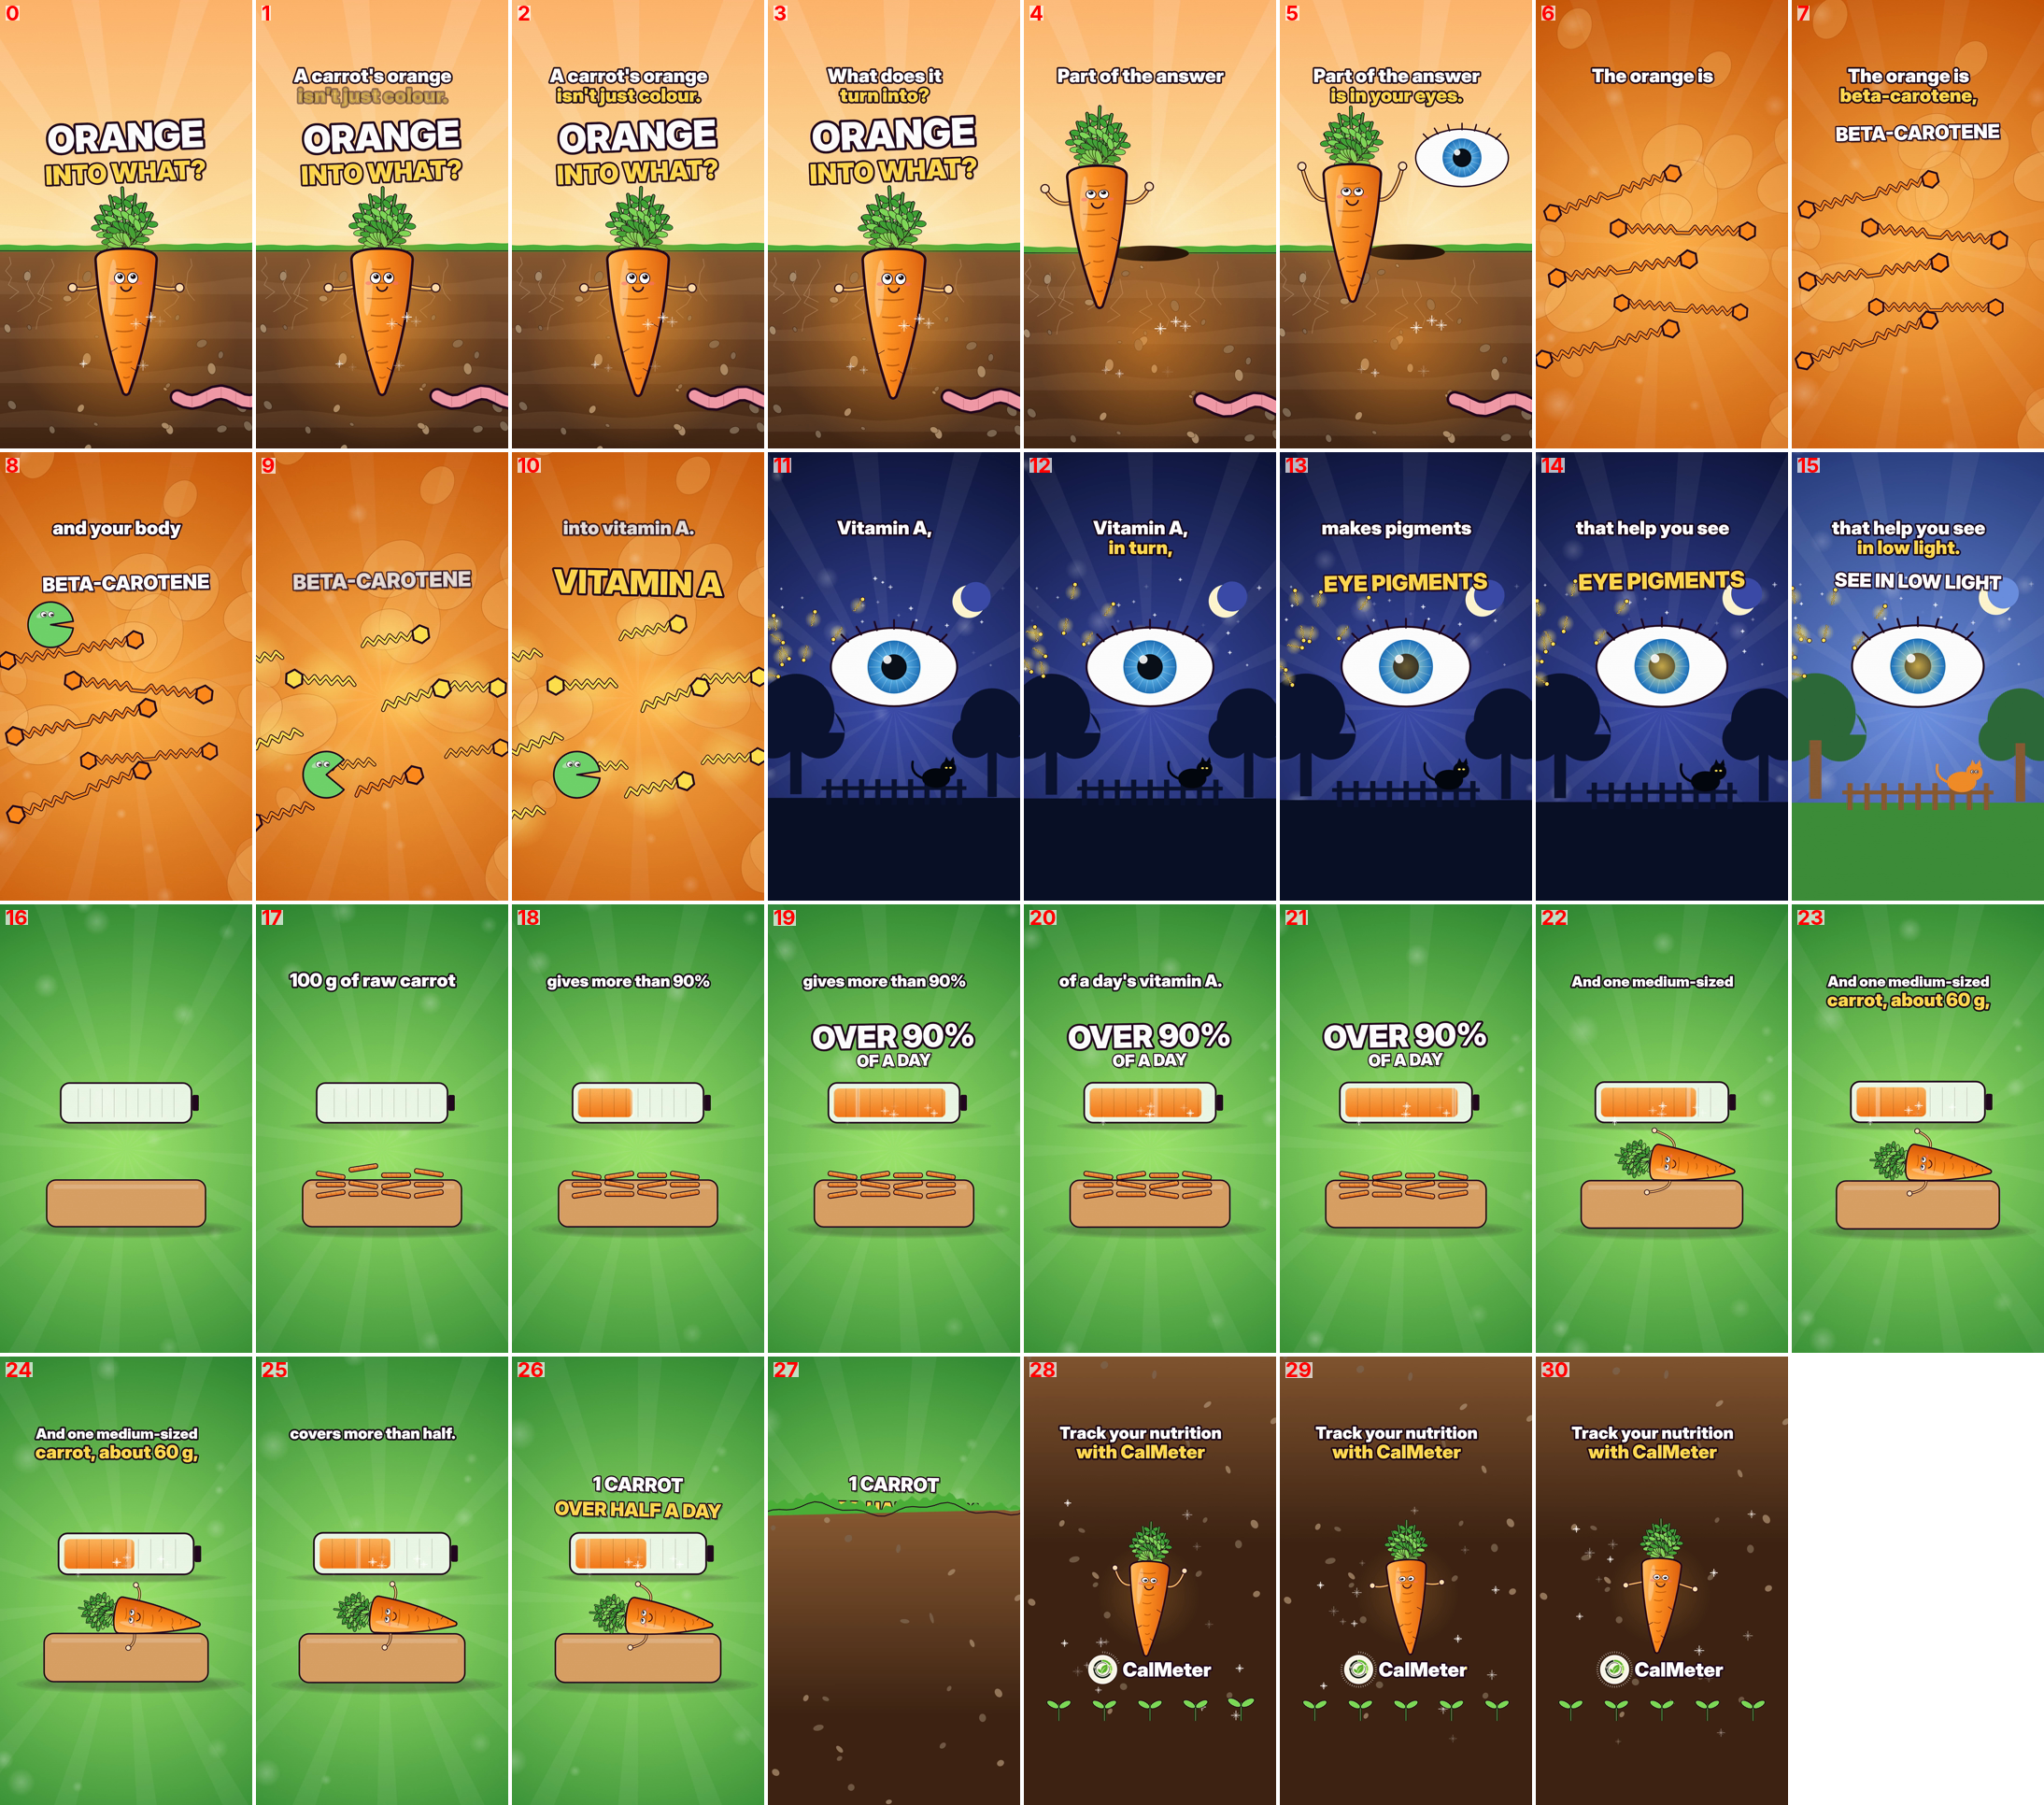 0
ORANGE
INTO WHAT?
1
A carrot's orange
isn't just colour.
ORANGE
INTO WHAT?
2
A carrot's orange
isn't just colour.
ORANGE
INTO WHAT?
3
What does it
turn into?
ORANGE
INTO WHAT?
4
Part of the answer
5
Part of the answer
is in your eyes.
6
The orange is
7
The orange is
beta-carotene,
BETA-CAROTENE
8
and your body
BETA-CAROTENE
9
BETA-CAROTENE
10
into vitamin A.
VITAMIN A
11
Vitamin A,
12
Vitamin A,
in turn,
13
makes pigments
EYE PIGMENTS
14
that help you see
EYE PIGMENTS
15
that help you see
in low light.
SEE IN LOW LIGHT
16
17
100 g of raw carrot
18
gives more than 90%
19
gives more than 90%
OVER 90%
OF A DAY
20
of a day's vitamin A.
OVER 90%
OF A DAY
21
OVER 90%
OF A DAY
22
And one medium-sized
23
And one medium-sized
carrot, about 60 g,
24
And one medium-sized
carrot, about 60 g,
25
covers more than half.
26
1 CARROT
OVER HALF A DAY
27
1 CARROT
28
Track your nutrition
with CalMeter
CalMeter
29
Track your nutrition
with CalMeter
CalMeter
30
Track your nutrition
with CalMeter
CalMeter